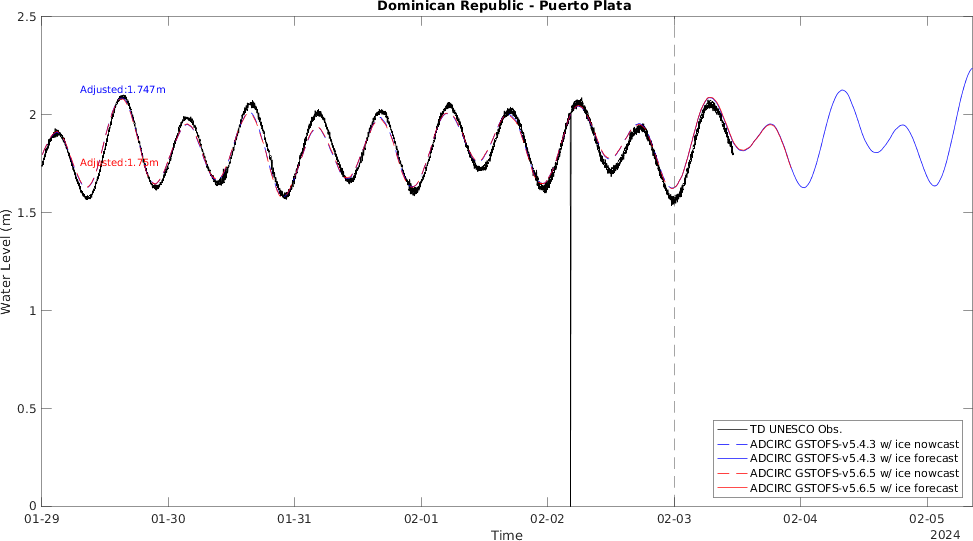 Dominican Republic - Puerto Plata
2.5
2
1.5
1
0.5
0
Water Level (m)
Adjusted:1.747m
Adjusted:1.75m
TD UNESCO Obs.
ADCIRC GSTOFS-v5.4.3 w/ ice nowcast
ADCIRC GSTOFS-v5.4.3 w/ ice forecast
ADCIRC GSTOFS-v5.6.5 w/ ice nowcast
ADCIRC GSTOFS-v5.6.5 w/ ice forecast
01-29 01-30 01-31 02-01 02-02 02-03 02-04 02-05
Time
2024